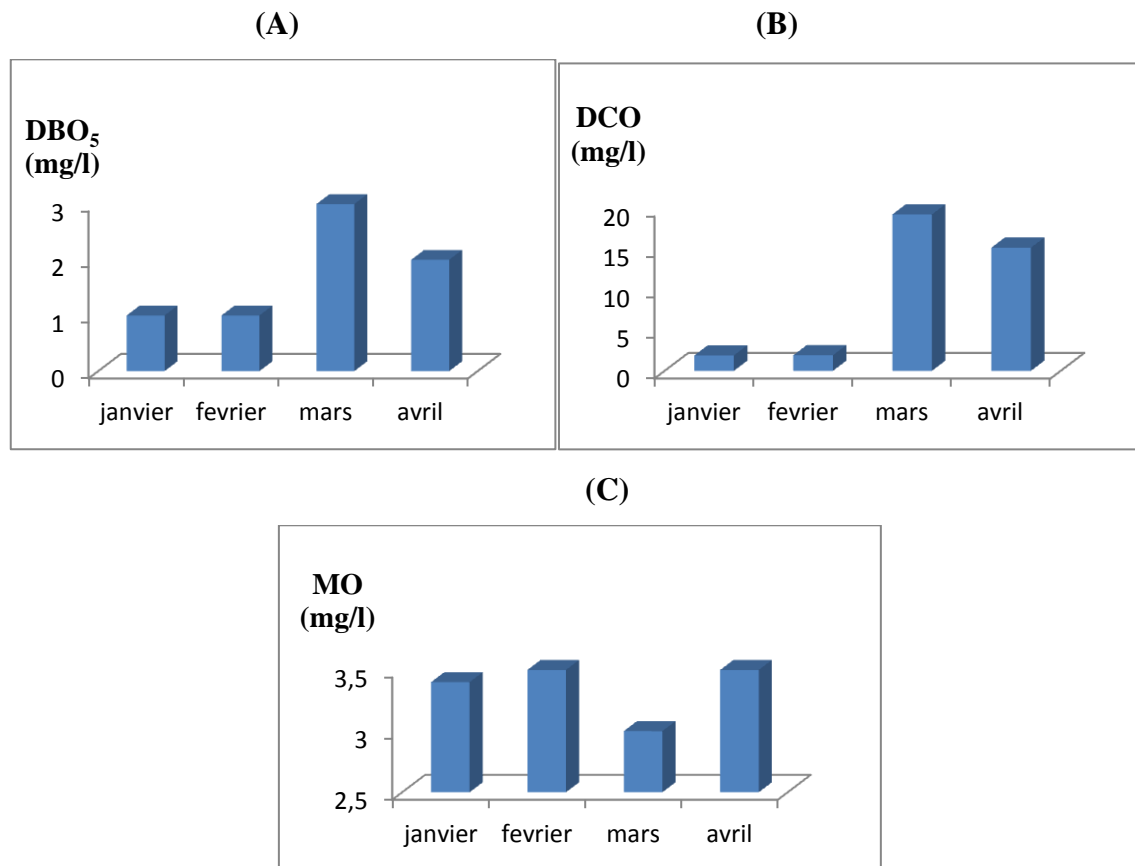 (A)
(B)
DBO₅
(mg/l)
3
2
1
0
janvier fevrier mars avril
DCO
(mg/l)
20
15
10
5
0
janvier fevrier mars avril
(C)
MO
(mg/l)
3,5
3
2,5
janvier fevrier mars avril